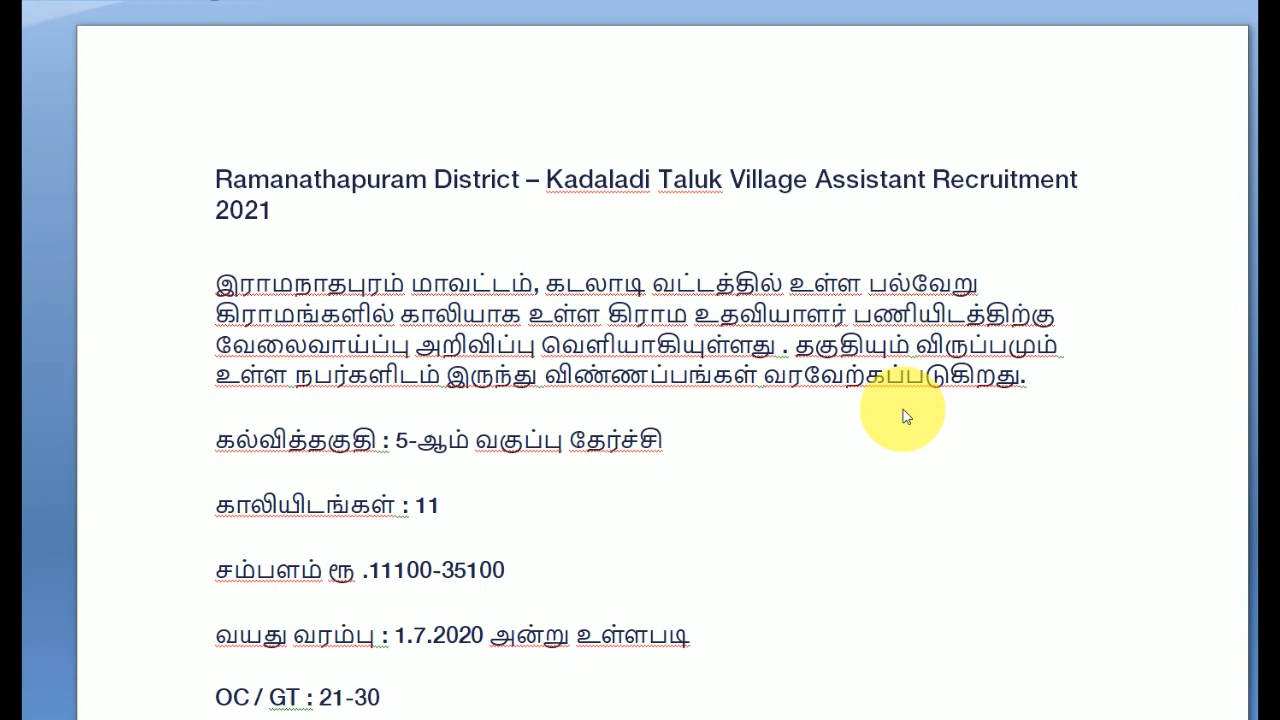 Ramanathapuram District – Kadaladi Taluk Village Assistant Recruitment
2021
இராமநாதபுரம் மாவட்டம், கடலாடி வட்டத்தில் உள்ள பல்வேறு
கிராமங்களில் காலியாக உள்ள கிராம உதவியாளர் பணியிடத்திற்கு
வேலைவாய்ப்பு அறிவிப்பு வெளியாகியுள்ளது . தகுதியும் விருப்பமும்
உள்ள நபர்களிடம் இருந்து விண்ணப்பங்கள் வரவேற்கப்படுகிறது.
கல்வித்தகுதி : 5-ஆம் வகுப்பு தேர்ச்சி
காலியிடங்கள் : 11
சம்பளம் ரூ .11100-35100
வயது வரம்பு : 1.7.2020 அன்று உள்ளபடி
OC / GT : 21-30